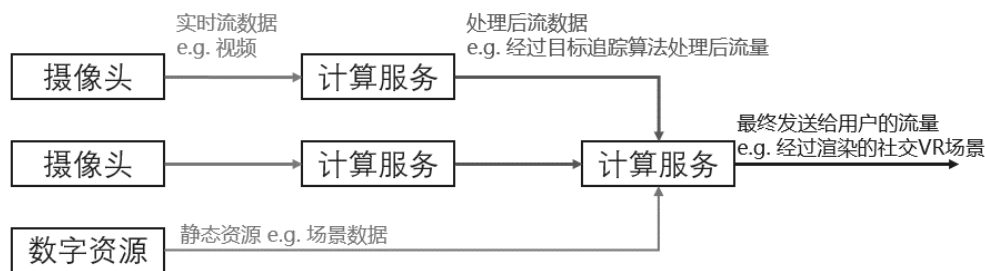 实时流数据
e.g. 视频
处理后流数据
e.g. 经过目标追踪算法处理后流量
摄像头
计算服务
最终发送给用户的流量
e.g. 经过渲染的社交VR场景
摄像头
计算服务
计算服务
静态资源 e.g. 场景数据
数字资源